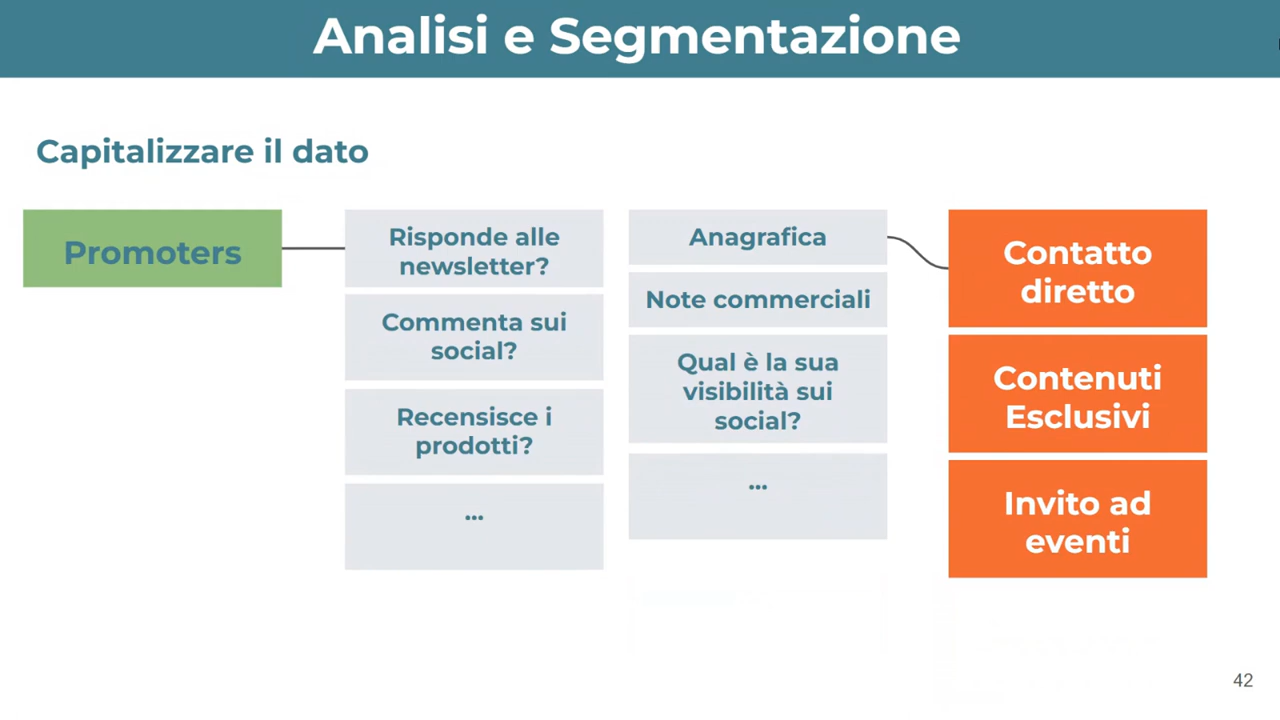 Analisi e Segmentazione
Capitalizzare il dato
Promoters
Risponde alle
newsletter?
Commenta sui
social?
Recensisce i
prodotti?
...
Anagrafica
Note commerciali
Qual è la sua
visibilità sui
social?
...
Contatto
diretto
Contenuti
Esclusivi
Invito ad
eventi
42